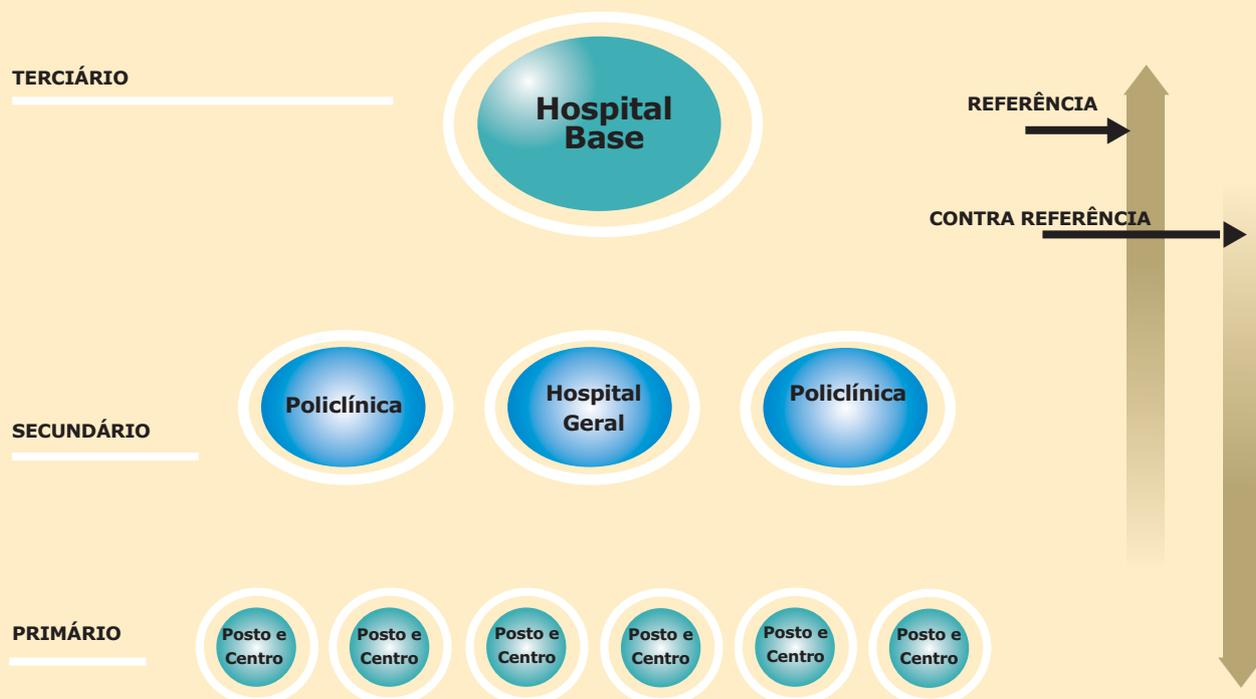 TERCIÁRIO
Hospital
Base
REFERÊNCIA
CONTRA REFERÊNCIA
SECUNDÁRIO
Policlínica
Hospital
Geral
Policlínica
PRIMÁRIO
Posto e
Centro
Posto e
Centro
Posto e
Centro
Posto e
Centro
Posto e
Centro
Posto e
Centro